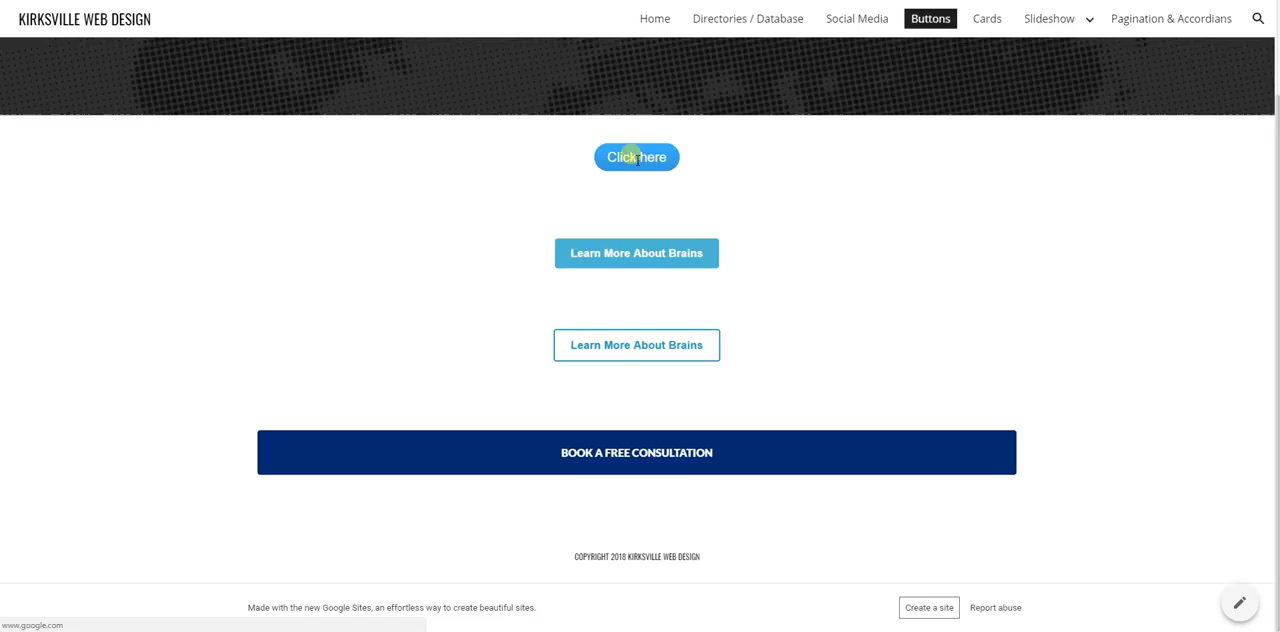 KIRKSVILLE WEB DESIGN
Home Directories / Database Social Media Buttons Cards Slideshow Pagination & Accordians
Click here
Learn More About Brains
Learn More About Brains
BOOK A FREE CONSULTATION
COPYRIGHT 2018 KIRKSVILLE WEB DESIGN
Made with the new Google Sites, an effortless way to create beautiful sites. Create a site Report abuse
www.google.com